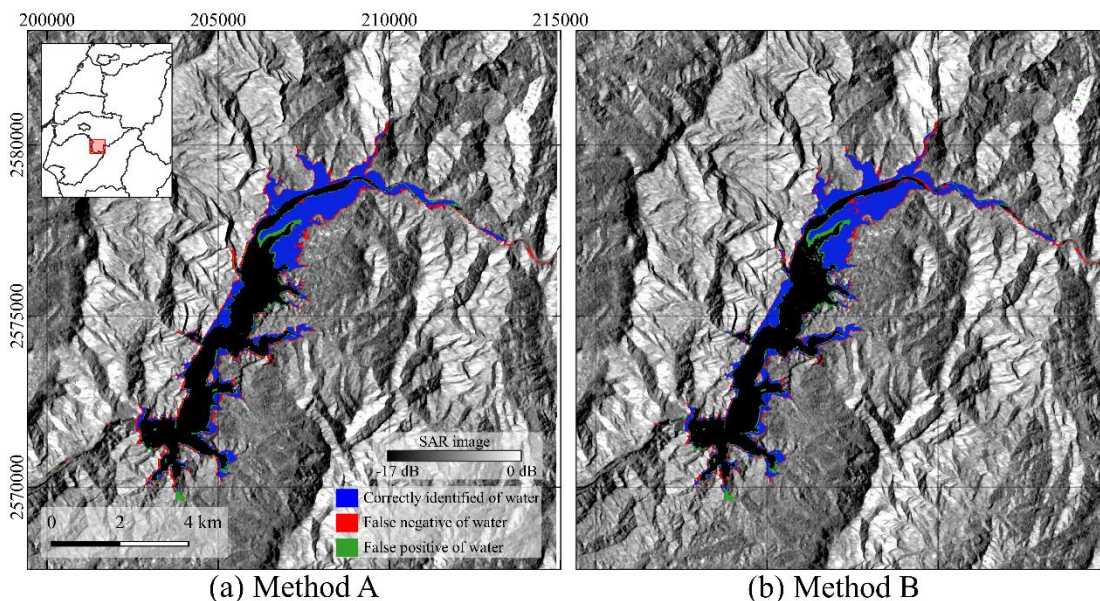 200000 205000 210000 215000
2580000
2575000
2570000
SAR image
-17 dB 0 dB
Correctly identified of water
False negative of water
False positive of water
0 2 4 km
(a) Method A (b) Method B